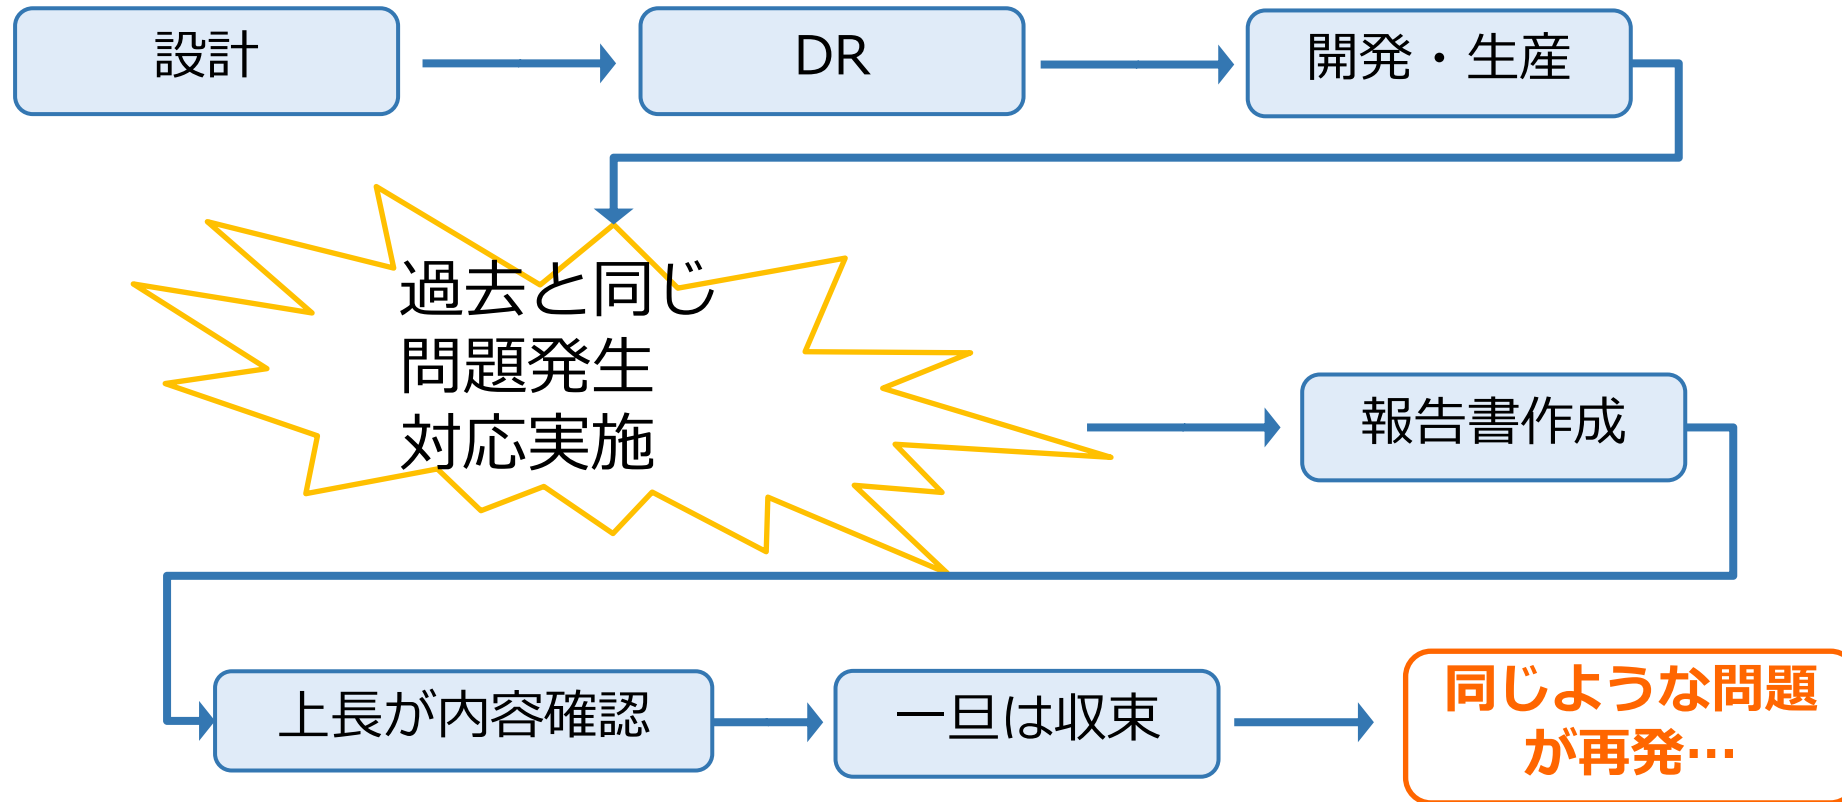 設計
DR
開発・生産
過去と同じ
問題発生
対応実施
報告書作成
上長が内容確認
一旦は収束
同じような問題
が再発…